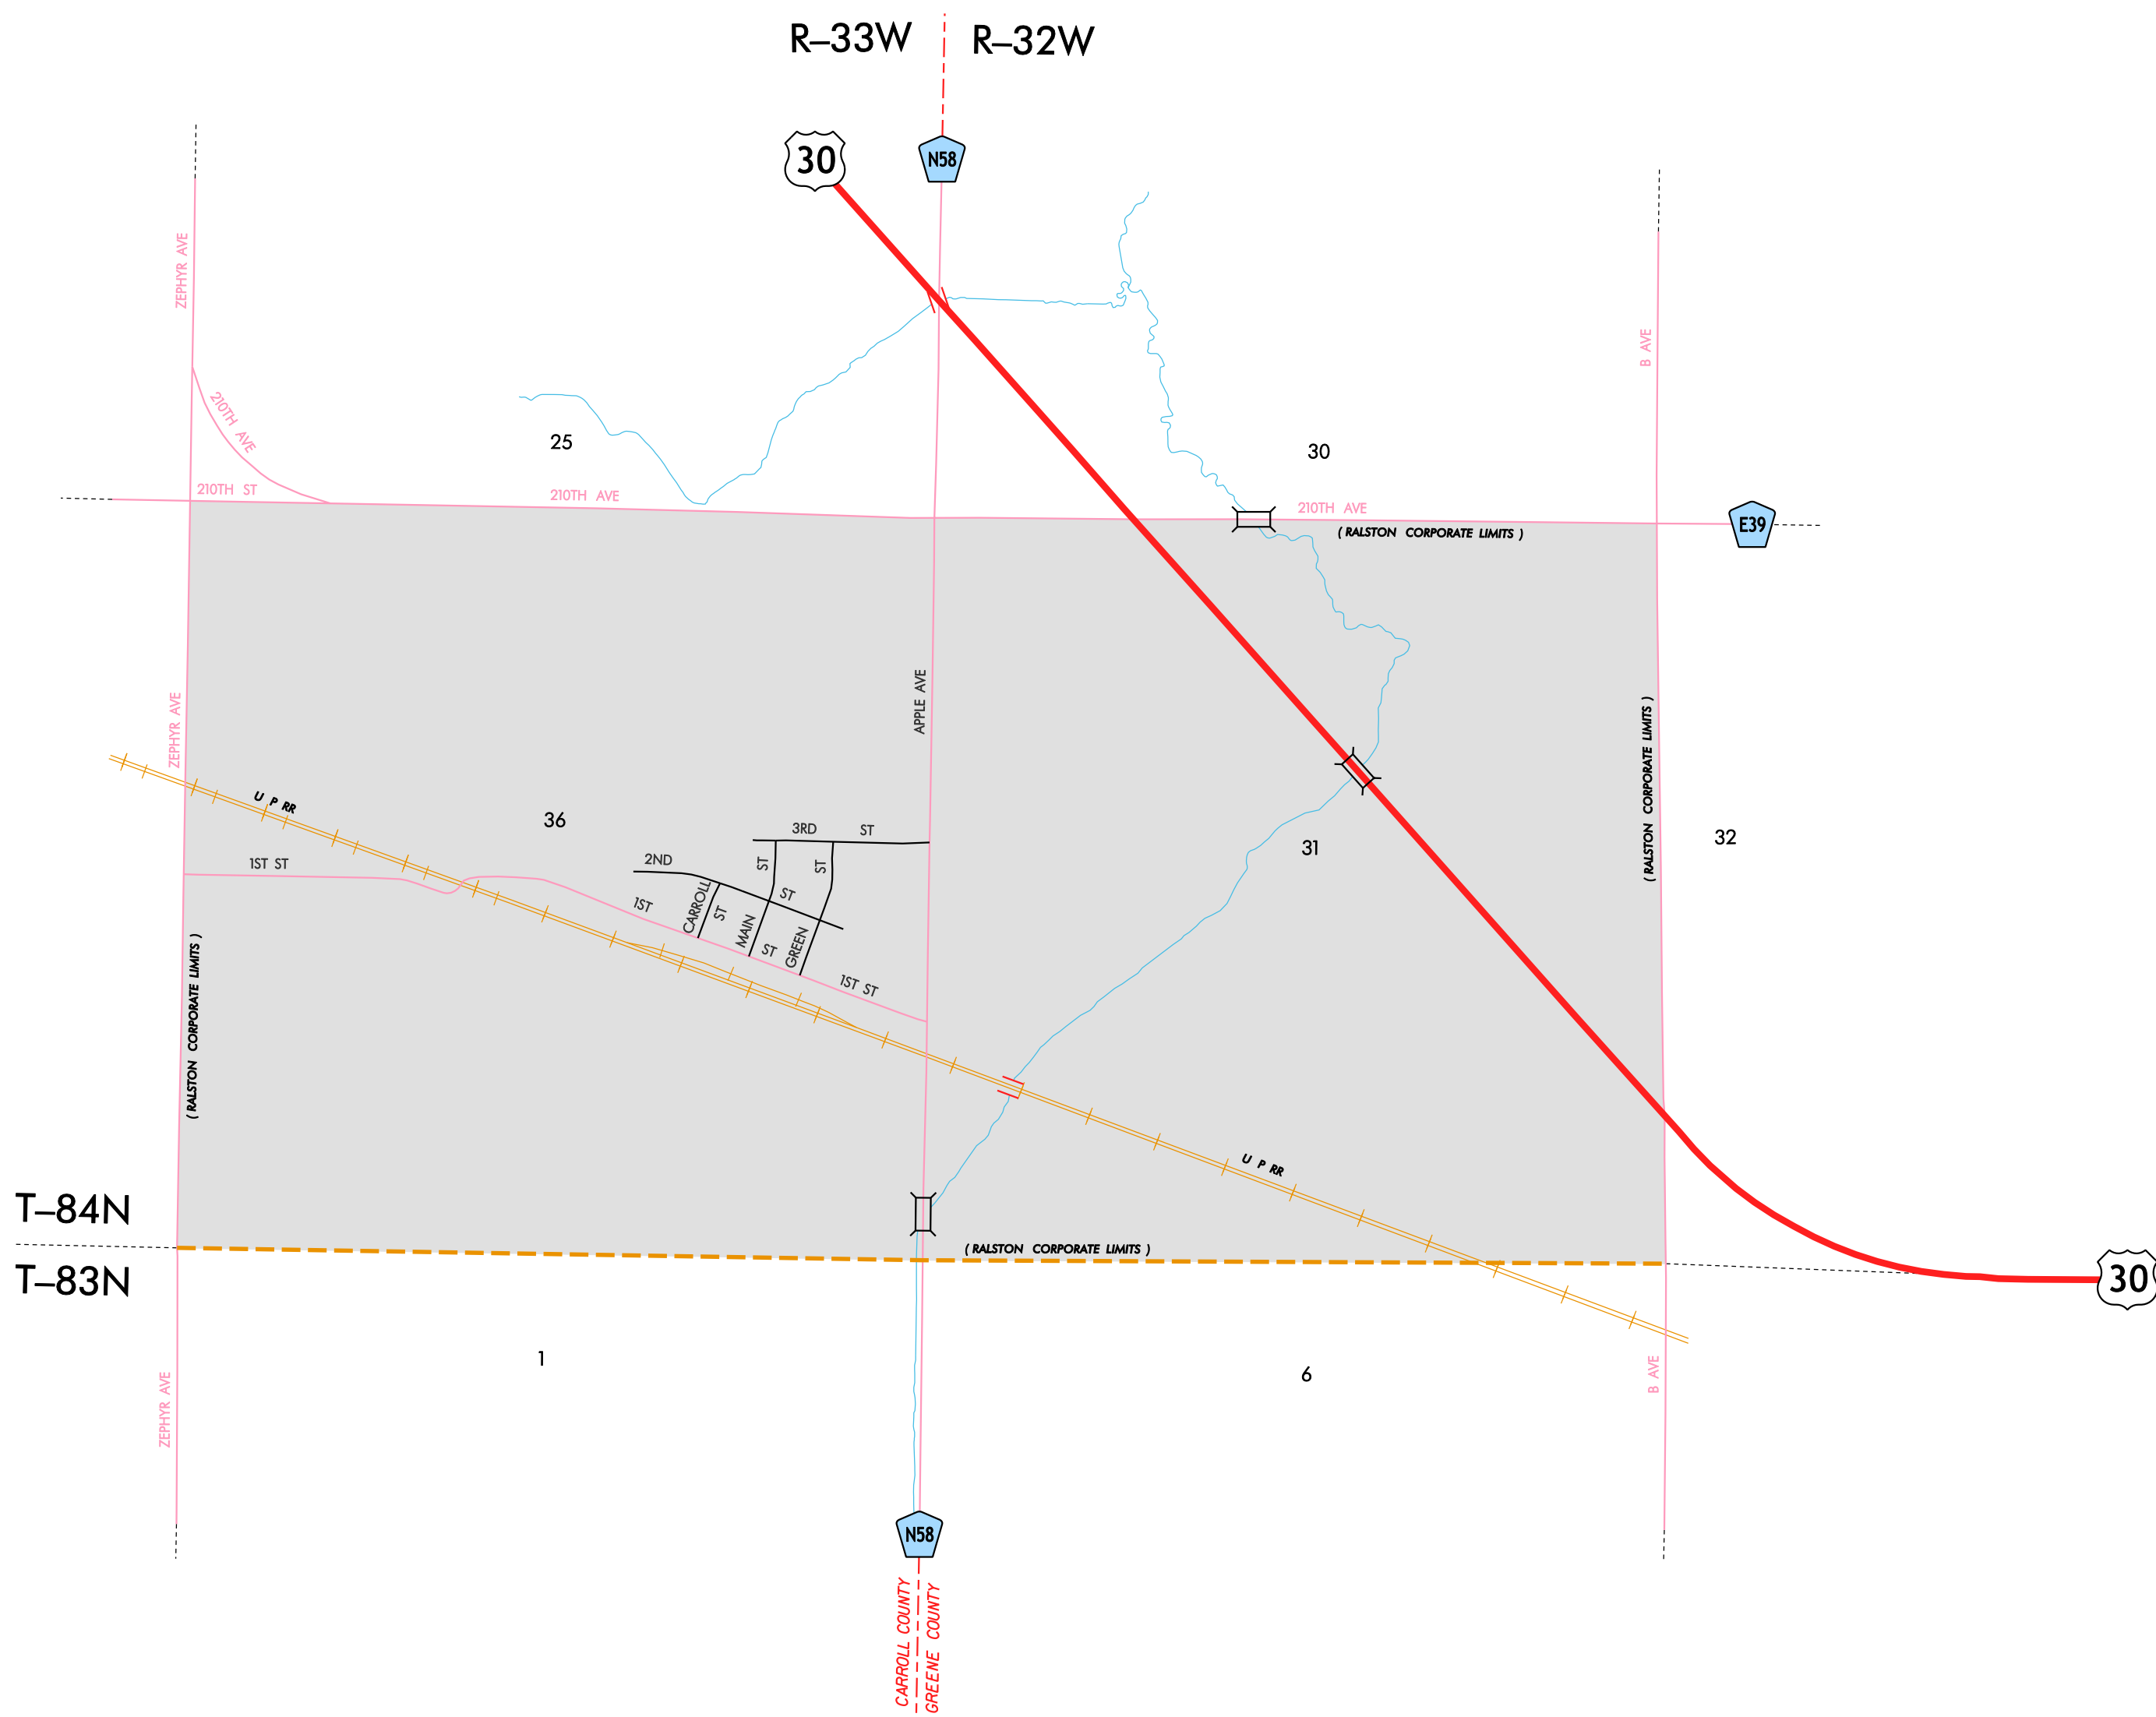 R–33W
R–32W
30
N58
ZEPHYR AVE
B AVE
210TH AVE
25
30
210TH ST
210TH AVE
210TH AVE
E39
( RALSTON CORPORATE LIMITS )
APPLE AVE
ZEPHYR AVE
( RALSTON CORPORATE LIMITS )
U P RR
36
3RD ST
31
32
1ST ST
2ND ST
ST
ST
1ST ST
CARROLL ST
MAIN
GREEN
1ST ST
( RALSTON CORPORATE LIMITS )
U P RR
T–84N
( RALSTON CORPORATE LIMITS )
T–83N
30
1
6
B AVE
ZEPHYR AVE
N58
CARROLL COUNTY
GREENE COUNTY